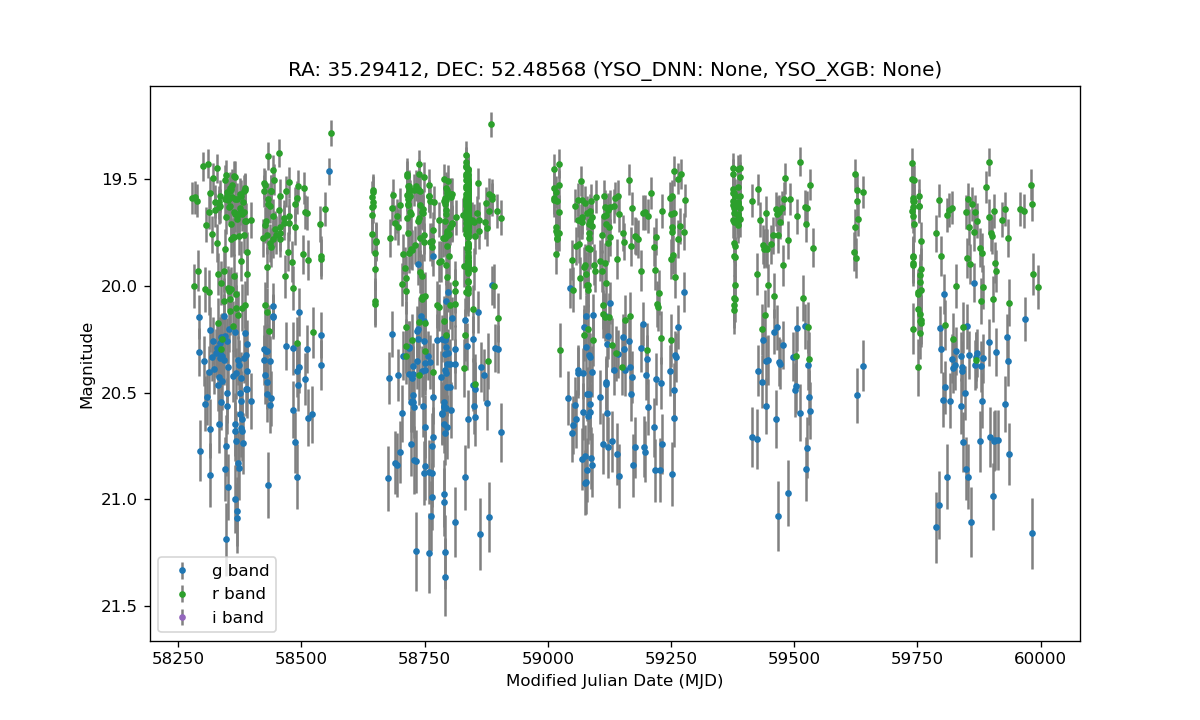 RA: 35.29412, DEC: 52.48568 (YSO_DNN: None, YSO_XGB: None)
19.5
20.0
20.5
21.0
21.5
Magnitude
g band
r band
i band
58250 58500 58750 59000 59250 59500 59750 60000
Modified Julian Date (MJD)